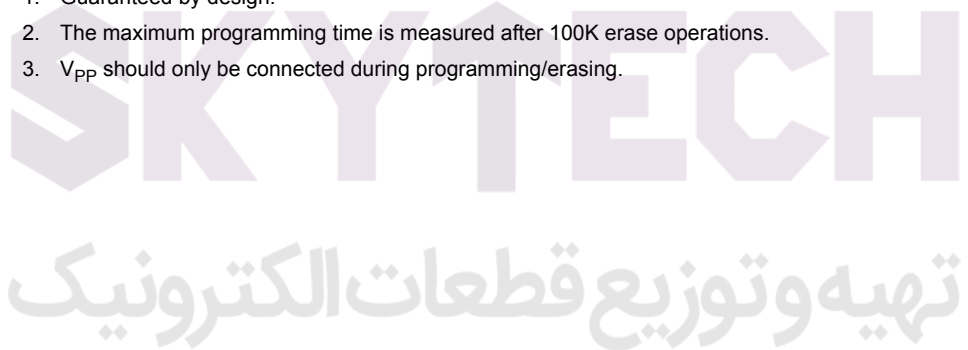 1. Guaranteed by design.
2. The maximum programming time is measured after 100K erase operations.
3. VPP should only be connected during programming/erasing.
SKYTECH
تهیه و توزیع قطعات الکترونیک